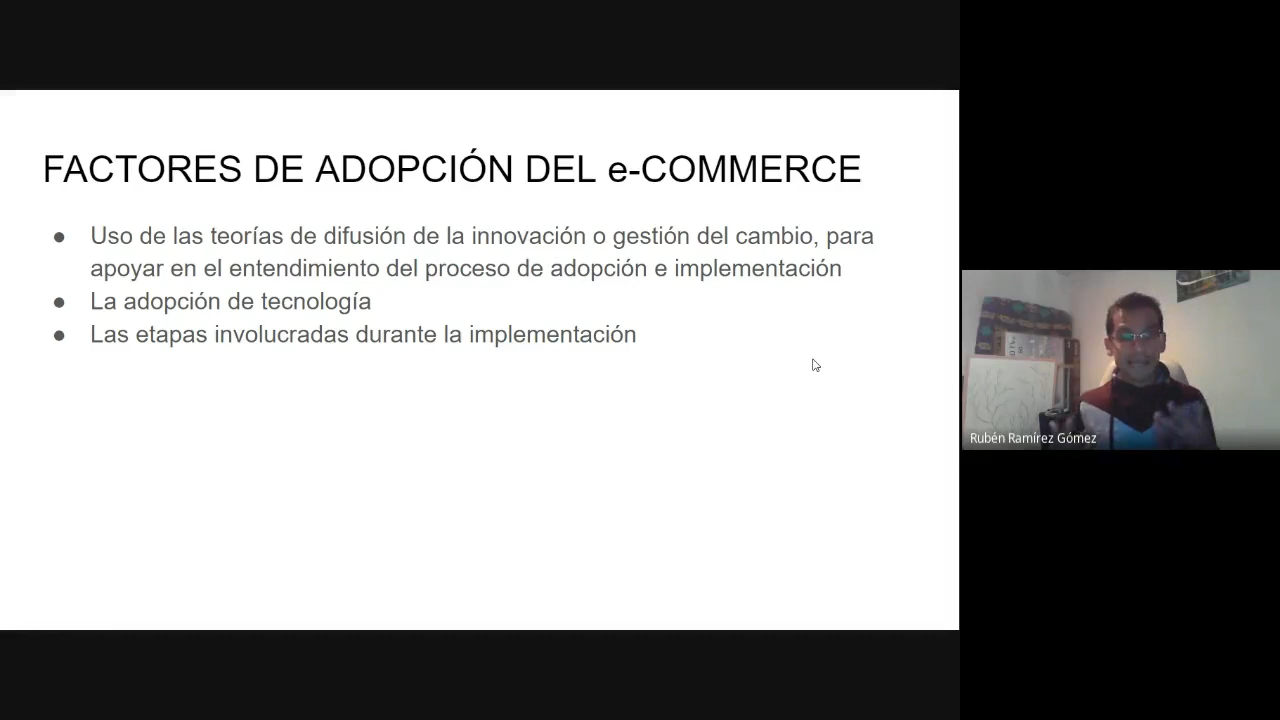 FACTORES DE ADOPCIÓN DEL e-COMMERCE
● Uso de las teorías de difusión de la innovación o gestión del cambio, para
apoyar en el entendimiento del proceso de adopción e implementación
● La adopción de tecnología
● Las etapas involucradas durante la implementación
Rubén Ramírez Gómez